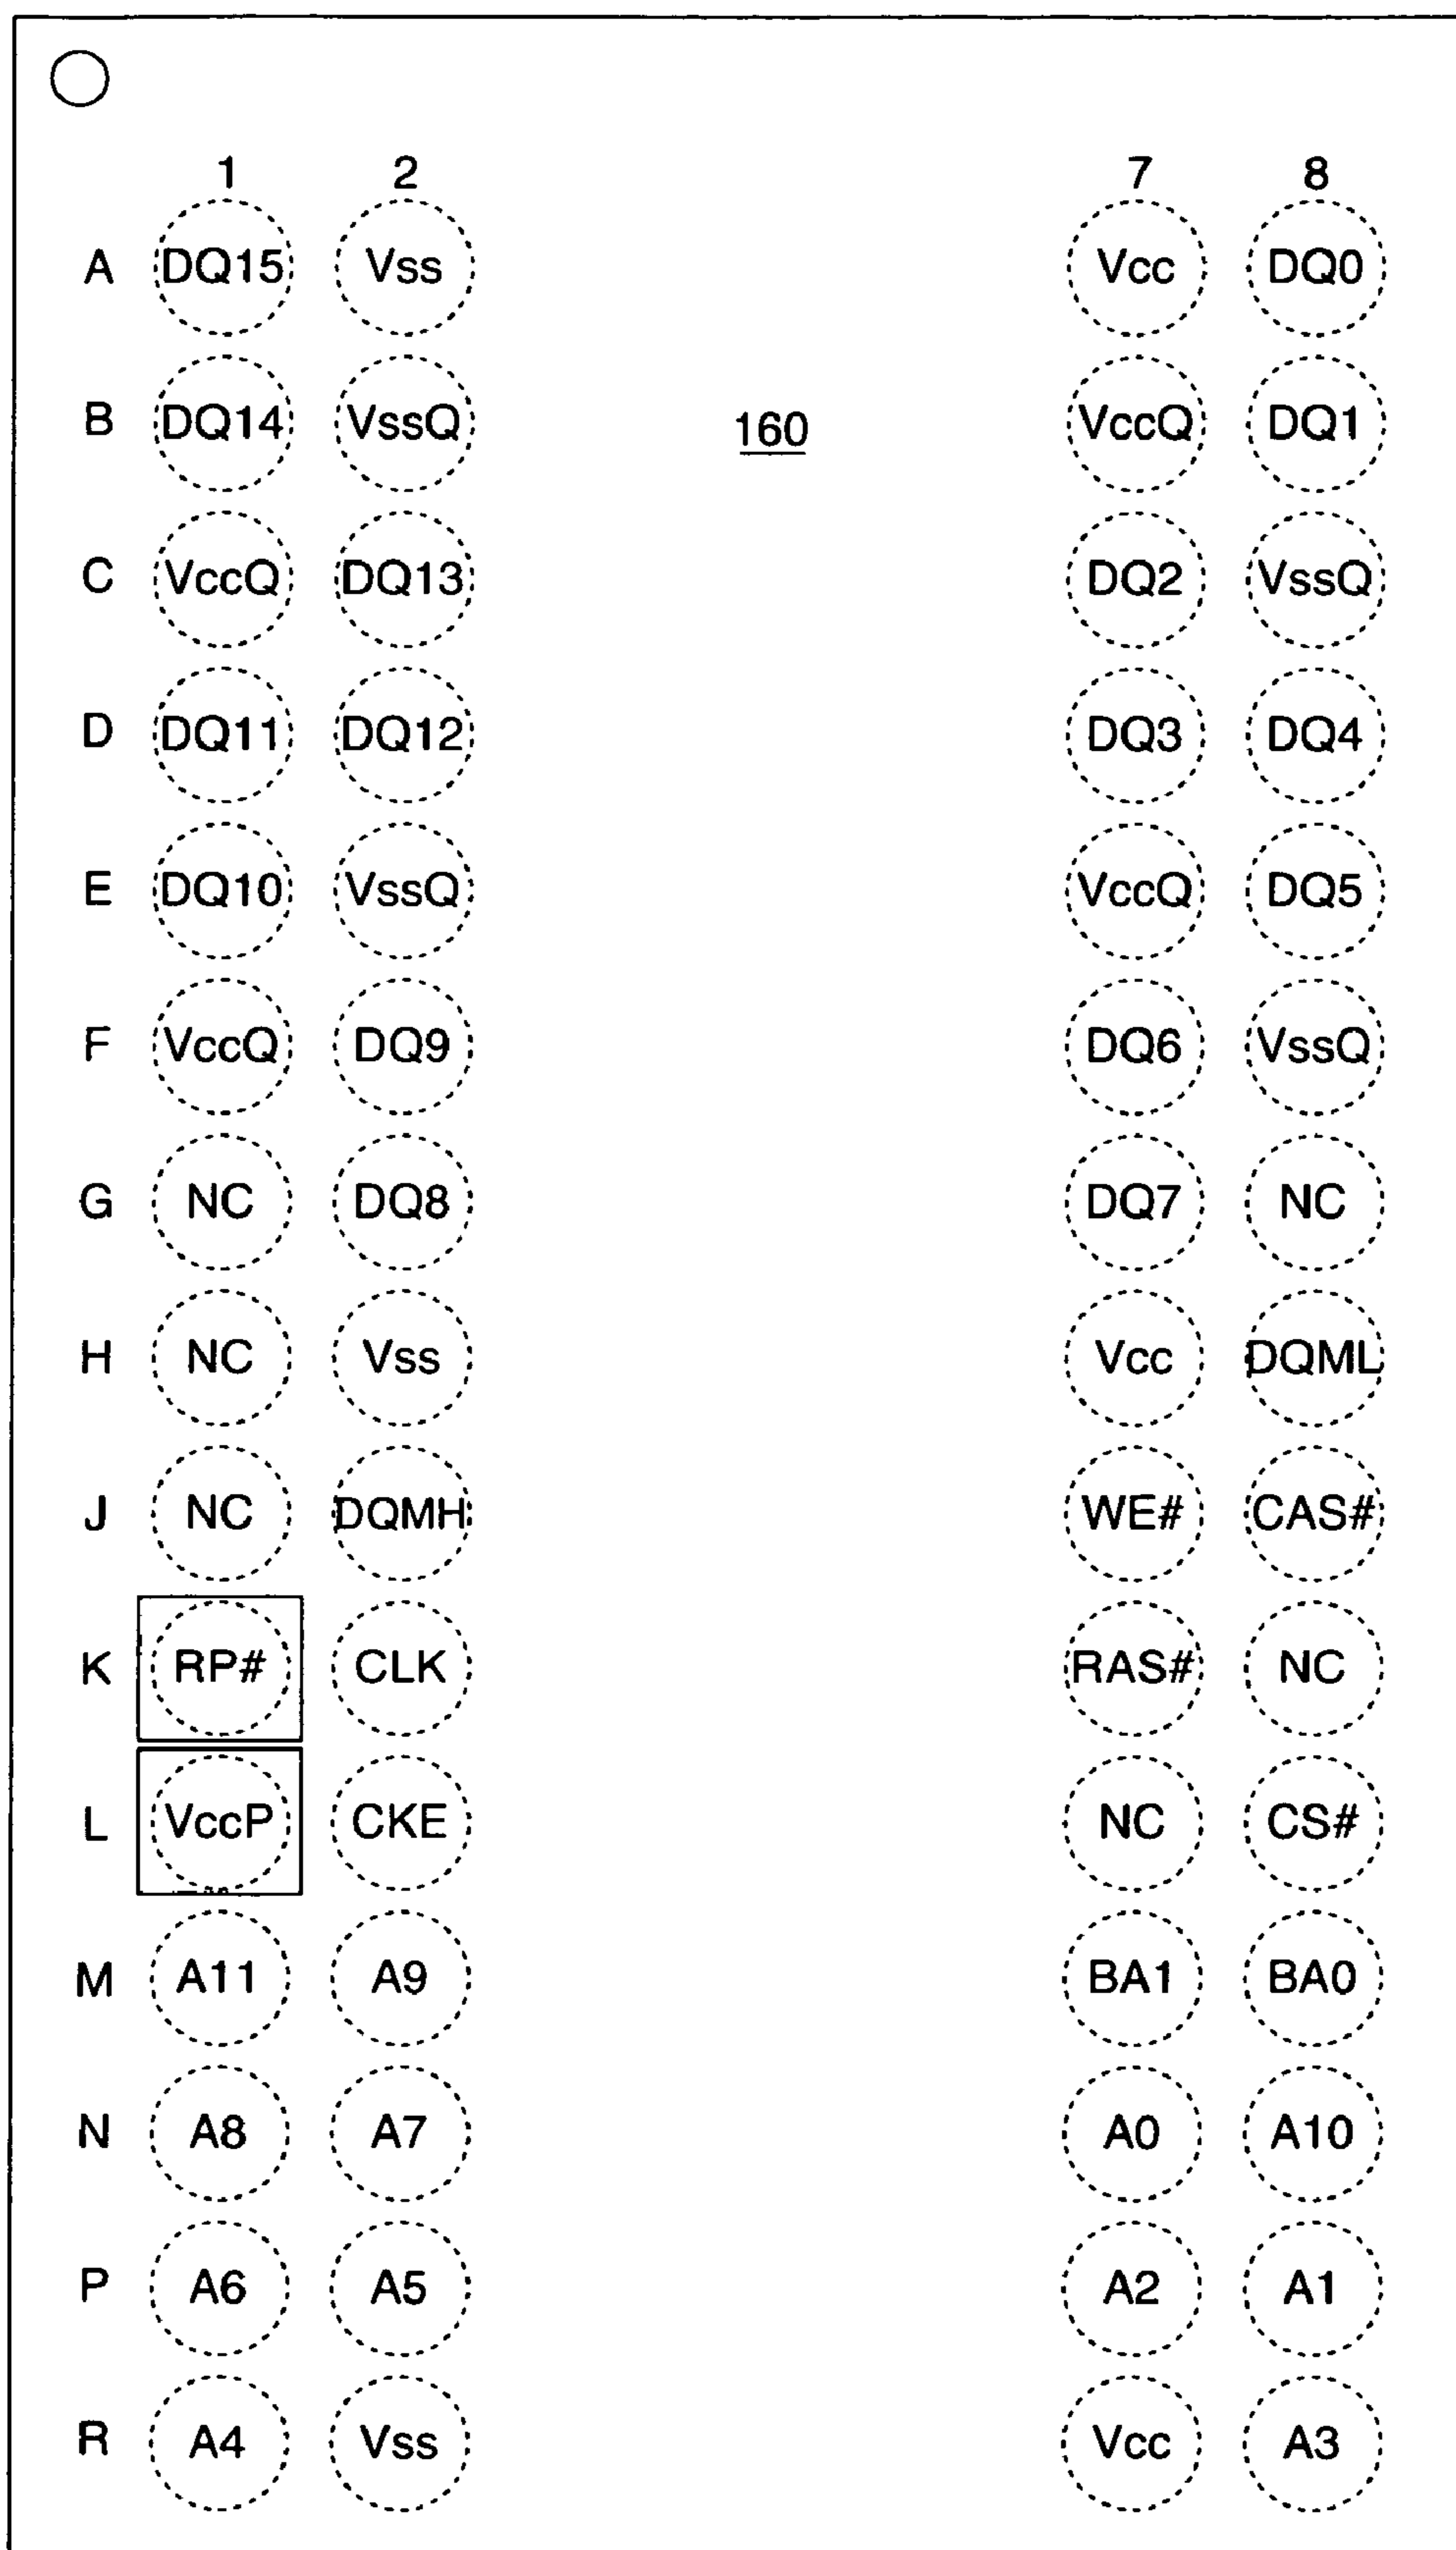 1 2 7 8
A DQ15 Vss Vcc DQ0
B DQ14 VssQ 160 VccQ DQ1
C VccQ DQ13 DQ2 VssQ
D DQ11 DQ12 DQ3 DQ4
E DQ10 VssQ VccQ DQ5
F VccQ DQ9 DQ6 VssQ
G NC DQ8 DQ7 NC
H NC Vss Vcc DQML
J NC DQMH WE# CAS#
K RP# CLK RAS# NC
L VccP CKE NC CS#
M A11 A9 BA1 BA0
N A8 A7 A0 A10
P A6 A5 A2 A1
R A4 Vss Vcc A3